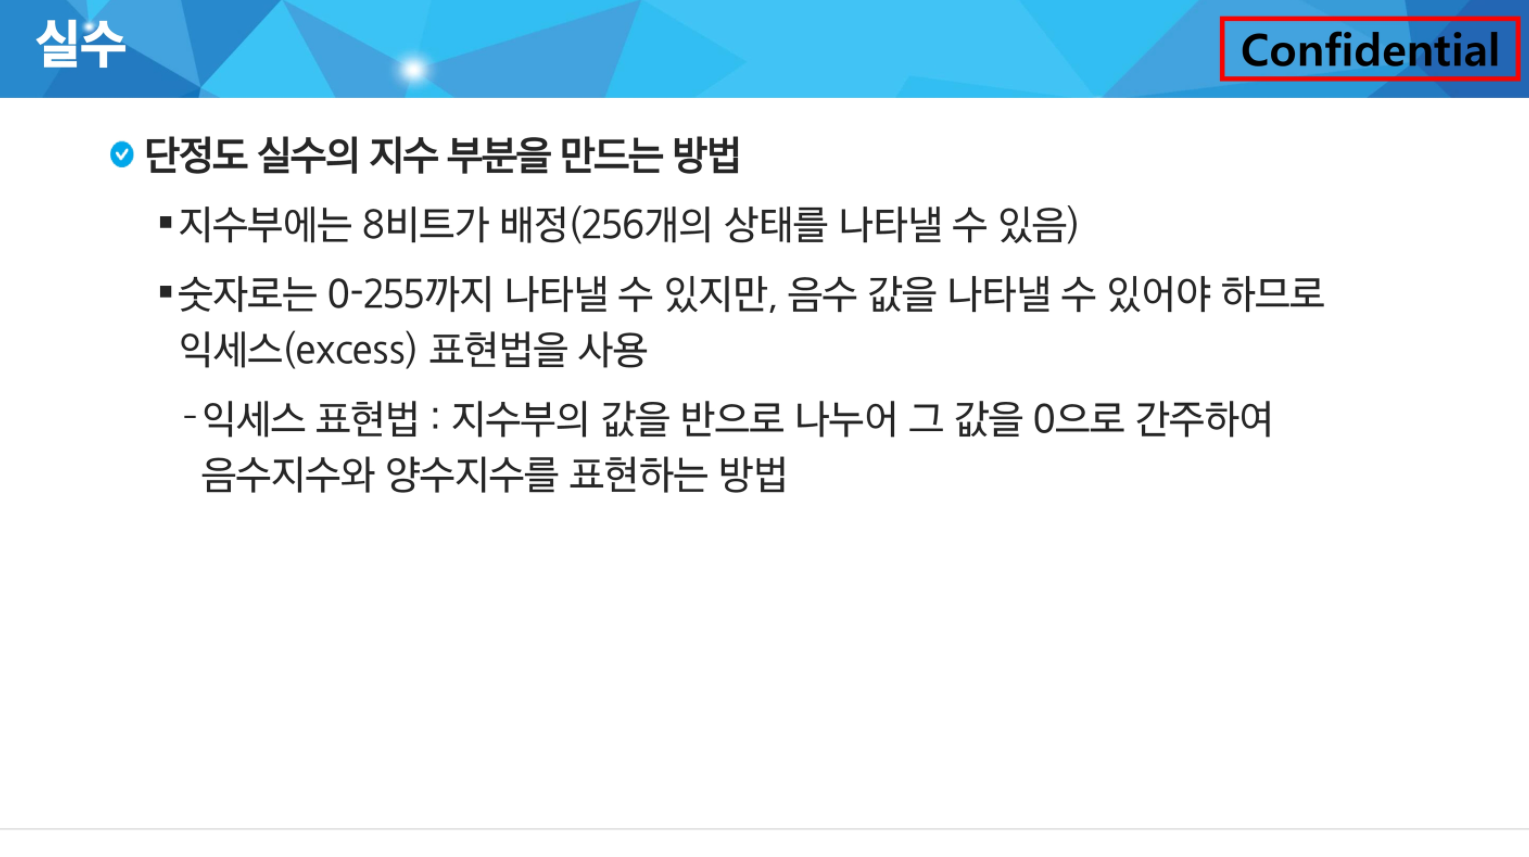 실수
Confidential
단정도 실수의 지수 부분을 만드는 방법
▪지수부에는 8비트가 배정(256개의 상태를 나타낼 수 있음)
▪숫자로는 0-255까지 나타낼 수 있지만, 음수 값을 나타낼 수 있어야 하므로
익세스(excess) 표현법을 사용
-익세스 표현법 : 지수부의 값을 반으로 나누어 그 값을 0으로 간주하여
음수지수와 양수지수를 표현하는 방법